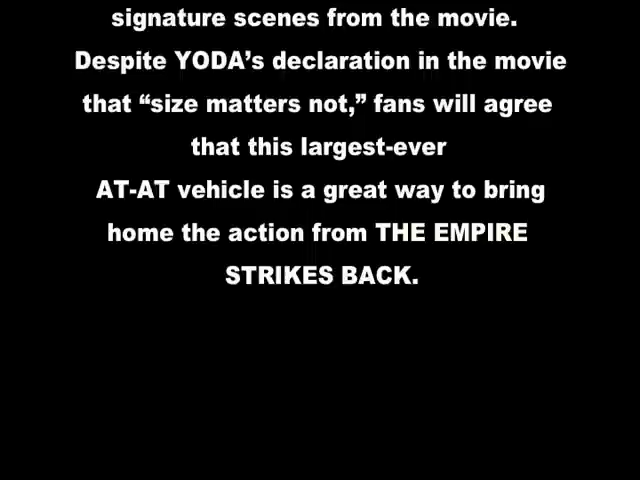 signature scenes from the movie.
Despite YODA’s declaration in the movie
that “size matters not,” fans will agree
that this largest-ever
AT-AT vehicle is a great way to bring
home the action from THE EMPIRE
STRIKES BACK.